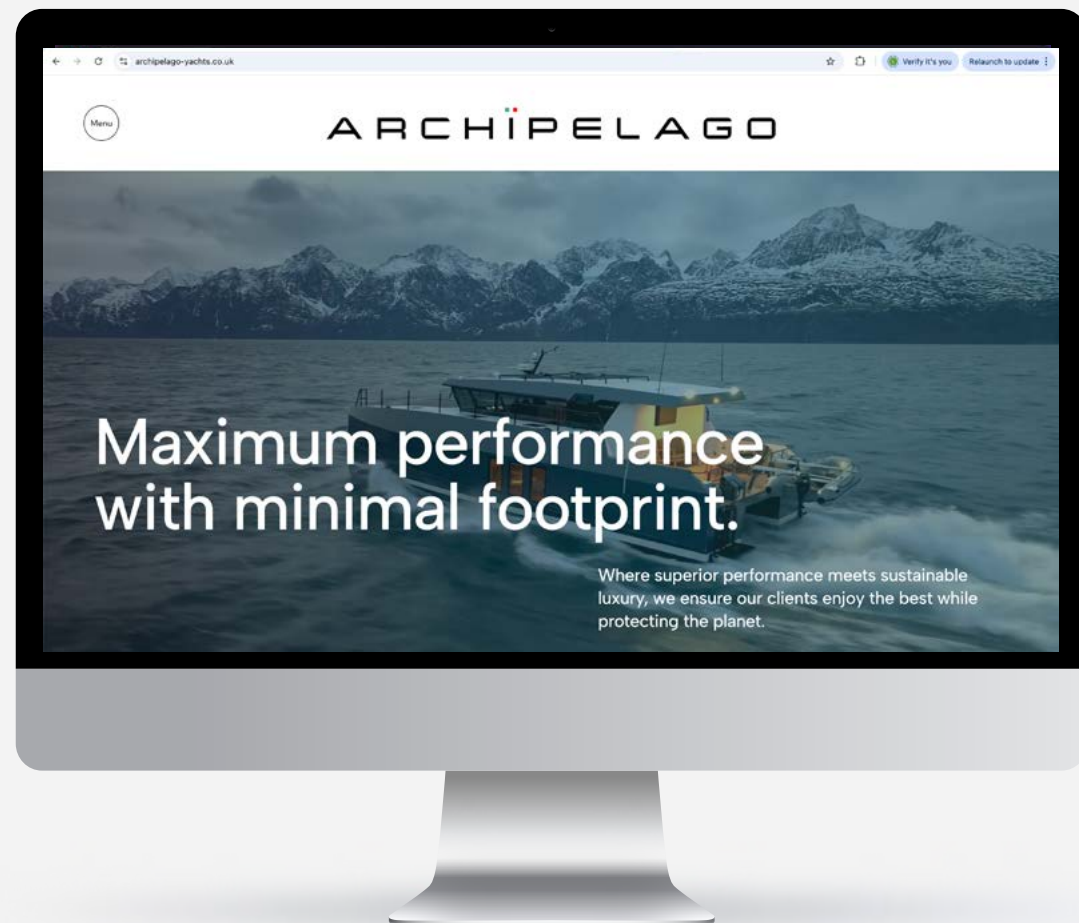 archipelago-yachts.co.uk
Verify it's you
Relaunch to update
Menu
ARCHÏPELAGO
Maximum performance
with minimal footprint.
Where superior performance meets sustainable
luxury, we ensure our clients enjoy the best while
protecting the planet.